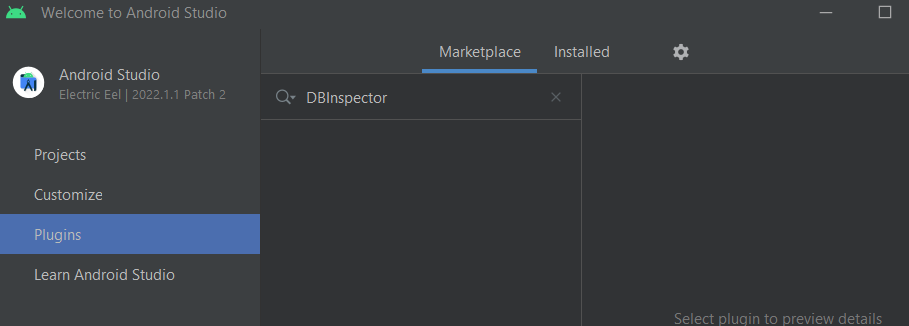 Welcome to Android Studio
Marketplace Installed
Android Studio
Electric Eel | 2022.1.1 Patch 2
DBInspector
Projects
Customize
Plugins
Learn Android Studio
Select plugin to preview details